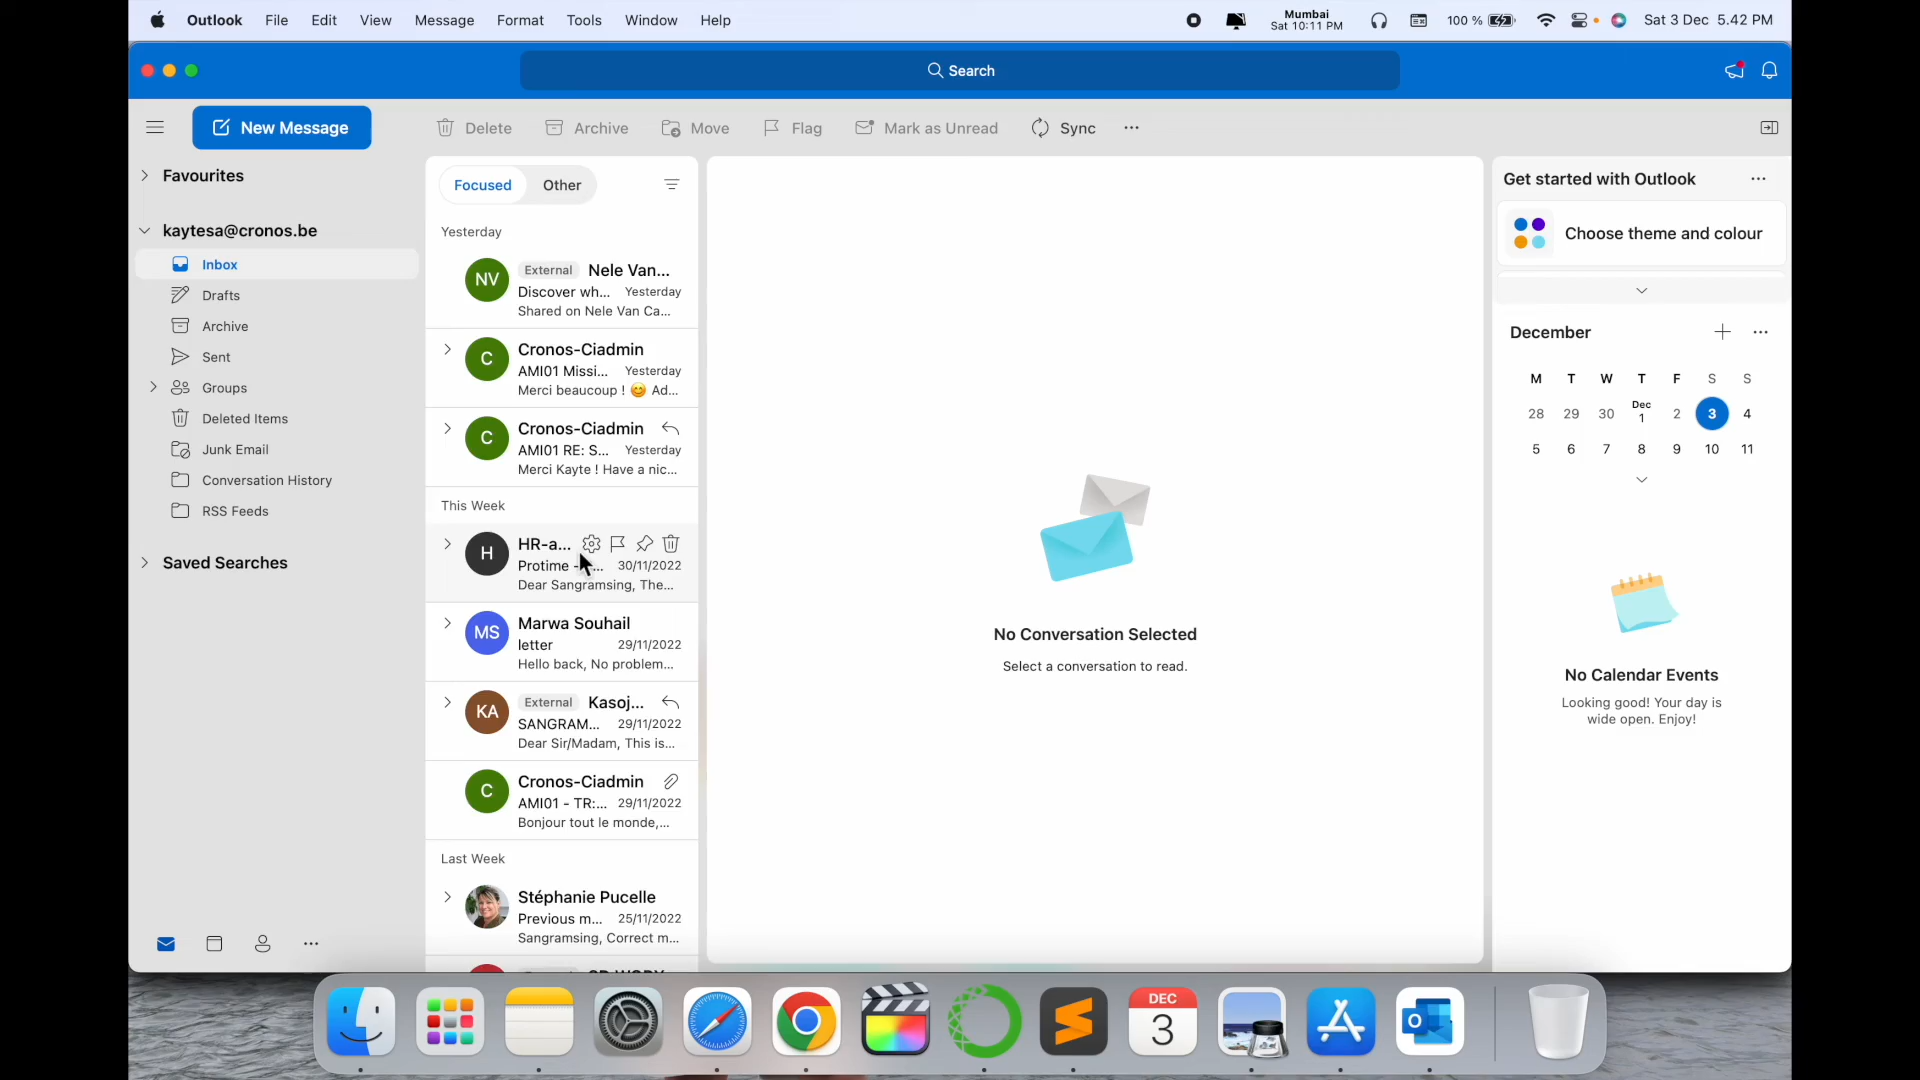 Outlook File Edit View Message Format Tools Window Help
Mumbai
Sat 10:11 PM
100 %
Sat 3 Dec 5.42 PM
Search
New Message
Delete Archive Move Flag Mark as Unread Sync
Favourites
kaytesa@cronos.be
Inbox
Drafts
Archive
Sent
Groups
Deleted Items
Junk Email
Conversation History
RSS Feeds
Saved Searches
Focused Other
Yesterday
NV
External Nele Van...
Discover wh... Yesterday
Shared on Nele Van Ca...
C
Cronos-Ciadmin
AMI01 Missi... Yesterday
Merci beaucoup ! 😊 Ad...
C
Cronos-Ciadmin
AMI01 RE: S... Yesterday
Merci Kayte ! Have a nic...
This Week
H
HR-a...
Protime 30/11/2022
Dear Sangramsing, The...
MS
Marwa Souhail
letter 29/11/2022
Hello back, No problem...
KA
External Kasoj...
SANGRAM... 29/11/2022
Dear Sir/Madam, This is...
C
Cronos-Ciadmin
AMI01 - TR:... 29/11/2022
Bonjour tout le monde,...
Last Week
Stéphanie Pucelle
Previous m... 25/11/2022
Sangramsing, Correct m...
No Conversation Selected
Select a conversation to read.
Get started with Outlook
Choose theme and colour
December
M T W T F S S
28 29 30 Dec 1 2 3 4
5 6 7 8 9 10 11
No Calendar Events
Looking good! Your day is
wide open. Enjoy!
DEC
3
O